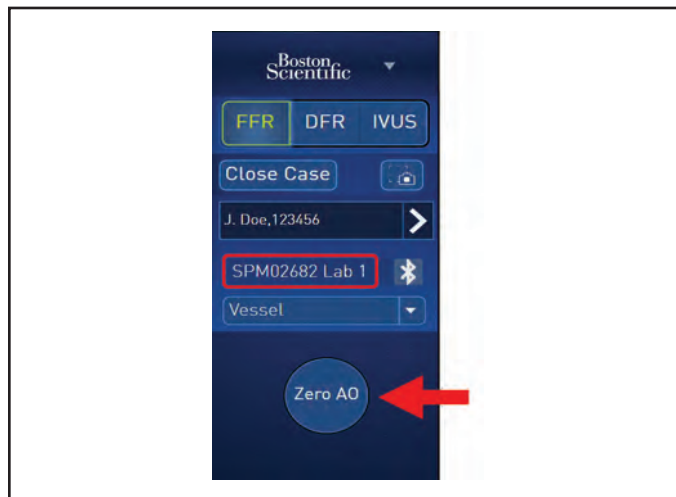 Boston
Scientific
FFR DFR IVUS
Close Case
J. Doe,123456
SPM02682 Lab 1
Vessel
Zero AO